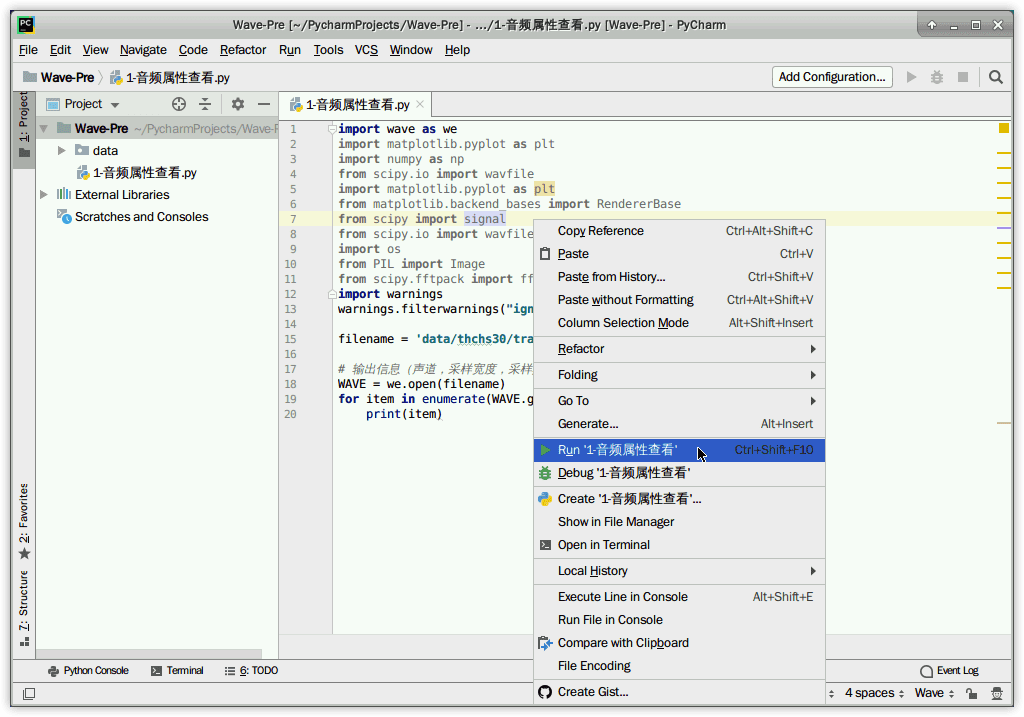 PC
Wave-Pre [~/PycharmProjects/Wave-Pre] - .../1-音频属性查看.py [Wave-Pre] - PyCharm
File Edit View Navigate Code Refactor Run Tools VCS Window Help
Wave-Pre 1-音频属性查看.py Add Configuration...
1: Project
Project
Wave-Pre ~/PycharmProjects/Wave-P
data
1-音频属性查看.py
External Libraries
Scratches and Consoles
2: Favorites
7: Structure
1-音频属性查看.py
1 import wave as we
2 import matplotlib.pyplot as plt
3 import numpy as np
4 from scipy.io import wavfile
5 import matplotlib.pyplot as plt
6 from matplotlib.backend_bases import RendererBase
7 from scipy import signal
8 from scipy.io import wavfile
9 import os
10 from PIL import Image
11 from scipy.fftpack import ff
12 import warnings
13 warnings.filterwarnings("ign
14
15 filename = 'data/thchs30/tra
16
17 # 输出信息（声道，采样宽度，采样
18 WAVE = we.open(filename)
19 for item in enumerate(WAVE.g
20 print(item)
Copy Reference Ctrl+Alt+Shift+C
Paste Ctrl+V
Paste from History... Ctrl+Shift+V
Paste without Formatting Ctrl+Alt+Shift+V
Column Selection Mode Alt+Shift+Insert
Refactor
Folding
Go To
Generate... Alt+Insert
Run '1-音频属性查看' Ctrl+Shift+F10
Debug '1-音频属性查看'
Create '1-音频属性查看'...
Show in File Manager
Open in Terminal
Local History
Execute Line in Console Alt+Shift+E
Run File in Console
Compare with Clipboard
File Encoding
Create Gist...
Python Console Terminal 6: TODO Event Log
4 spaces Wave